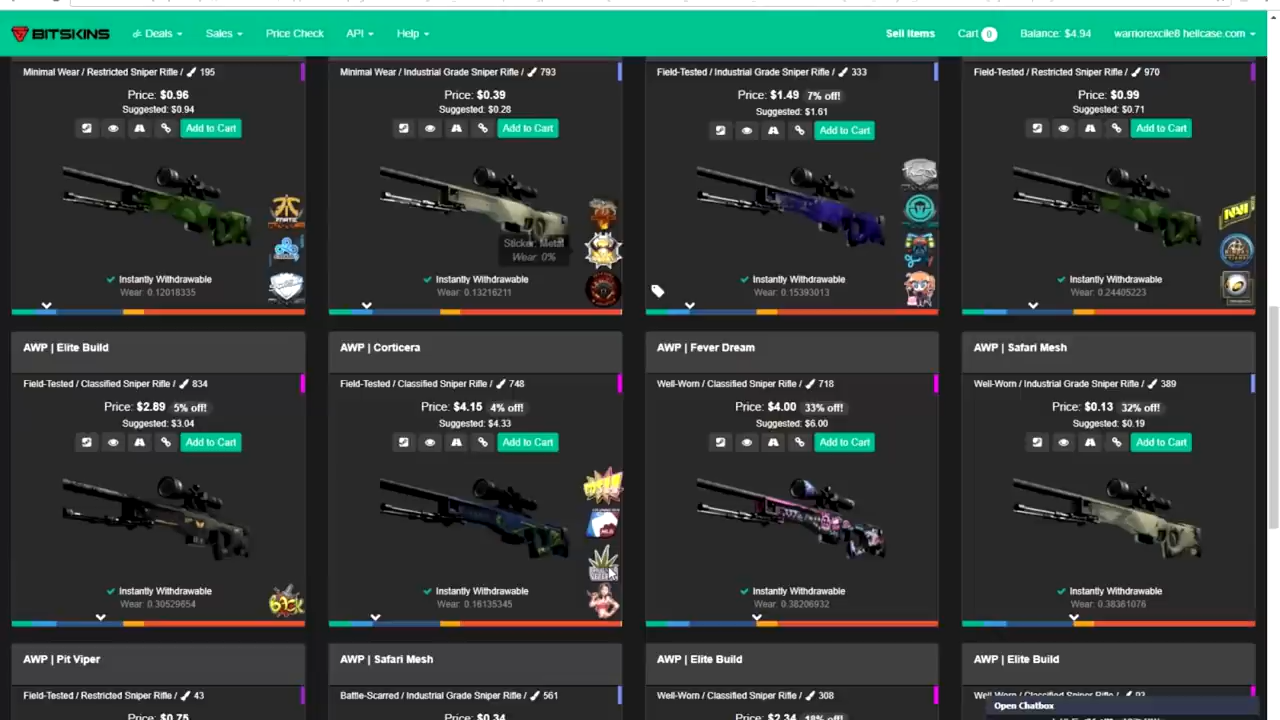 BITSKINS
Deals
Sales
Price Check
API
Help
Sell Items
Cart 0
Balance: $4.94
warriorexcile8 hellcase.com
Minimal Wear / Restricted Sniper Rifle / 195
Price: $0.96
Suggested: $0.94
Add to Cart
Instantly Withdrawable
Wear: 0.12018335
Minimal Wear / Industrial Grade Sniper Rifle / 793
Price: $0.39
Suggested: $0.28
Add to Cart
Sticker: Metal
Wear: 0%
Instantly Withdrawable
Wear: 0.13216211
Field-Tested / Industrial Grade Sniper Rifle / 333
Price: $1.49 7% off!
Suggested: $1.61
Add to Cart
Instantly Withdrawable
Wear: 0.15393013
Field-Tested / Restricted Sniper Rifle / 970
Price: $0.99
Suggested: $0.71
Add to Cart
Instantly Withdrawable
Wear: 0.24405223
AWP | Elite Build
Field-Tested / Classified Sniper Rifle / 834
Price: $2.89 5% off!
Suggested: $3.04
Add to Cart
Instantly Withdrawable
Wear: 0.30529654
AWP | Corticera
Field-Tested / Classified Sniper Rifle / 748
Price: $4.15 4% off!
Suggested: $4.33
Add to Cart
Instantly Withdrawable
Wear: 0.16135345
AWP | Fever Dream
Well-Worn / Classified Sniper Rifle / 718
Price: $4.00 33% off!
Suggested: $6.00
Add to Cart
Instantly Withdrawable
Wear: 0.38206932
AWP | Safari Mesh
Well-Worn / Industrial Grade Sniper Rifle / 389
Price: $0.13 32% off!
Suggested: $0.19
Add to Cart
Instantly Withdrawable
Wear: 0.38361076
AWP | Pit Viper
Field-Tested / Restricted Sniper Rifle / 43
Price: $0.75
AWP | Safari Mesh
Battle-Scarred / Industrial Grade Sniper Rifle / 561
Price: $0.34
AWP | Elite Build
Well-Worn / Classified Sniper Rifle / 308
Price: $2.34 18% off!
AWP | Elite Build
Well-Worn / Classified Sniper Rifle / 93
Open Chatbox